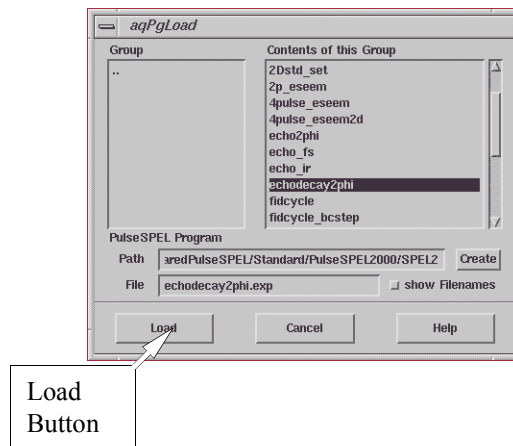 aqPgLoad
Group
Contents of this Group
..
2Dstd_set
2p_eseem
4pulse_eseem
4pulse_eseem2d
echo2phi
echo_fs
echo_ir
echodecay2phi
fidcycle
fidcycle_bcstep
PulseSPEL Program
Path aredPulseSPEL/Standard/PulseSPEL2000/SPEL2 Create
File echodecay2phi.exp show Filenames
Load Cancel Help
Load
Button